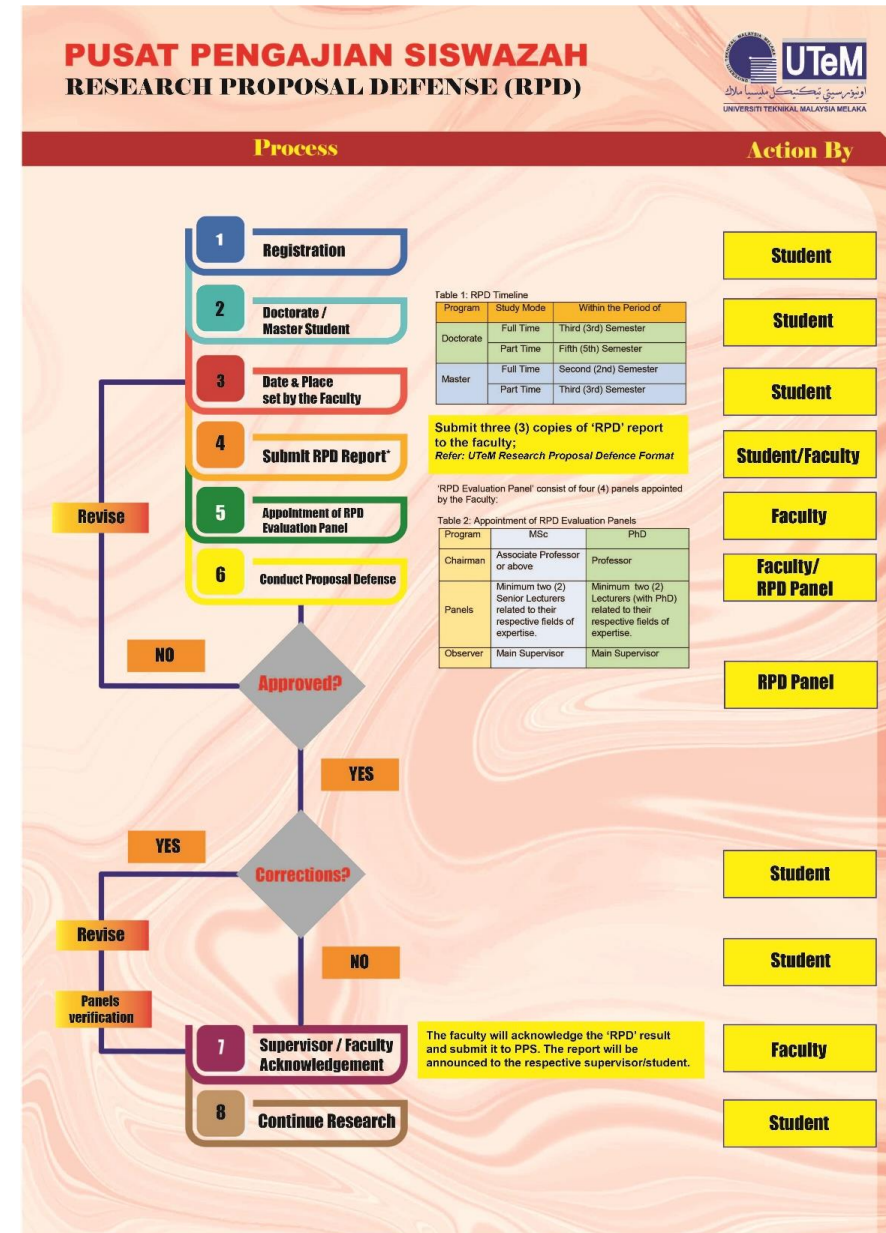 PUSAT PENGAJIAN SISWAZAH
RESEARCH PROPOSAL DEFENSE (RPD)
UTeM
اونيۏرسيتي تيكنيكل مليسيا ملاك
UNIVERSITI TEKNIKAL MALAYSIA MELAKA
Process
Action By
1
Registration
Student
2
Doctorate /
Master Student
Student
3
Date & Place
set by the Faculty
Student
4
Submit RPD Report*
Student/Faculty
5
Appointment of RPD
Evaluation Panel
Faculty
6
Conduct Proposal Defense
Faculty/
RPD Panel
Table 1: RPD Timeline
Program Study Mode Within the Period of
Doctorate
Full Time Third (3rd) Semester
Part Time Fifth (5th) Semester
Master
Full Time Second (2nd) Semester
Part Time Third (3rd) Semester
Submit three (3) copies of ‘RPD’ report
to the faculty;
Refer: UTeM Research Proposal Defence Format
‘RPD Evaluation Panel’ consist of four (4) panels appointed
by the Faculty:
Table 2: Appointment of RPD Evaluation Panels
Program MSc PhD
Chairman
Associate Professor
or above
Professor
Panels
Minimum two (2)
Senior Lecturers
related to their
respective fields of
expertise.
Minimum two (2)
Lecturers (with PhD)
related to their
respective fields of
expertise.
Observer Main Supervisor Main Supervisor
Revise
NO
Approved?
RPD Panel
YES
YES
Corrections?
Student
Revise
NO
Student
Panels
verification
7
Supervisor / Faculty
Acknowledgement
The faculty will acknowledge the ‘RPD’ result
and submit it to PPS. The report will be
announced to the respective supervisor/student.
Faculty
8
Continue Research
Student